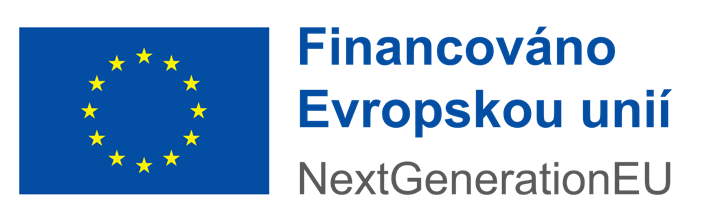 Financováno
Evropskou unií
NextGenerationEU